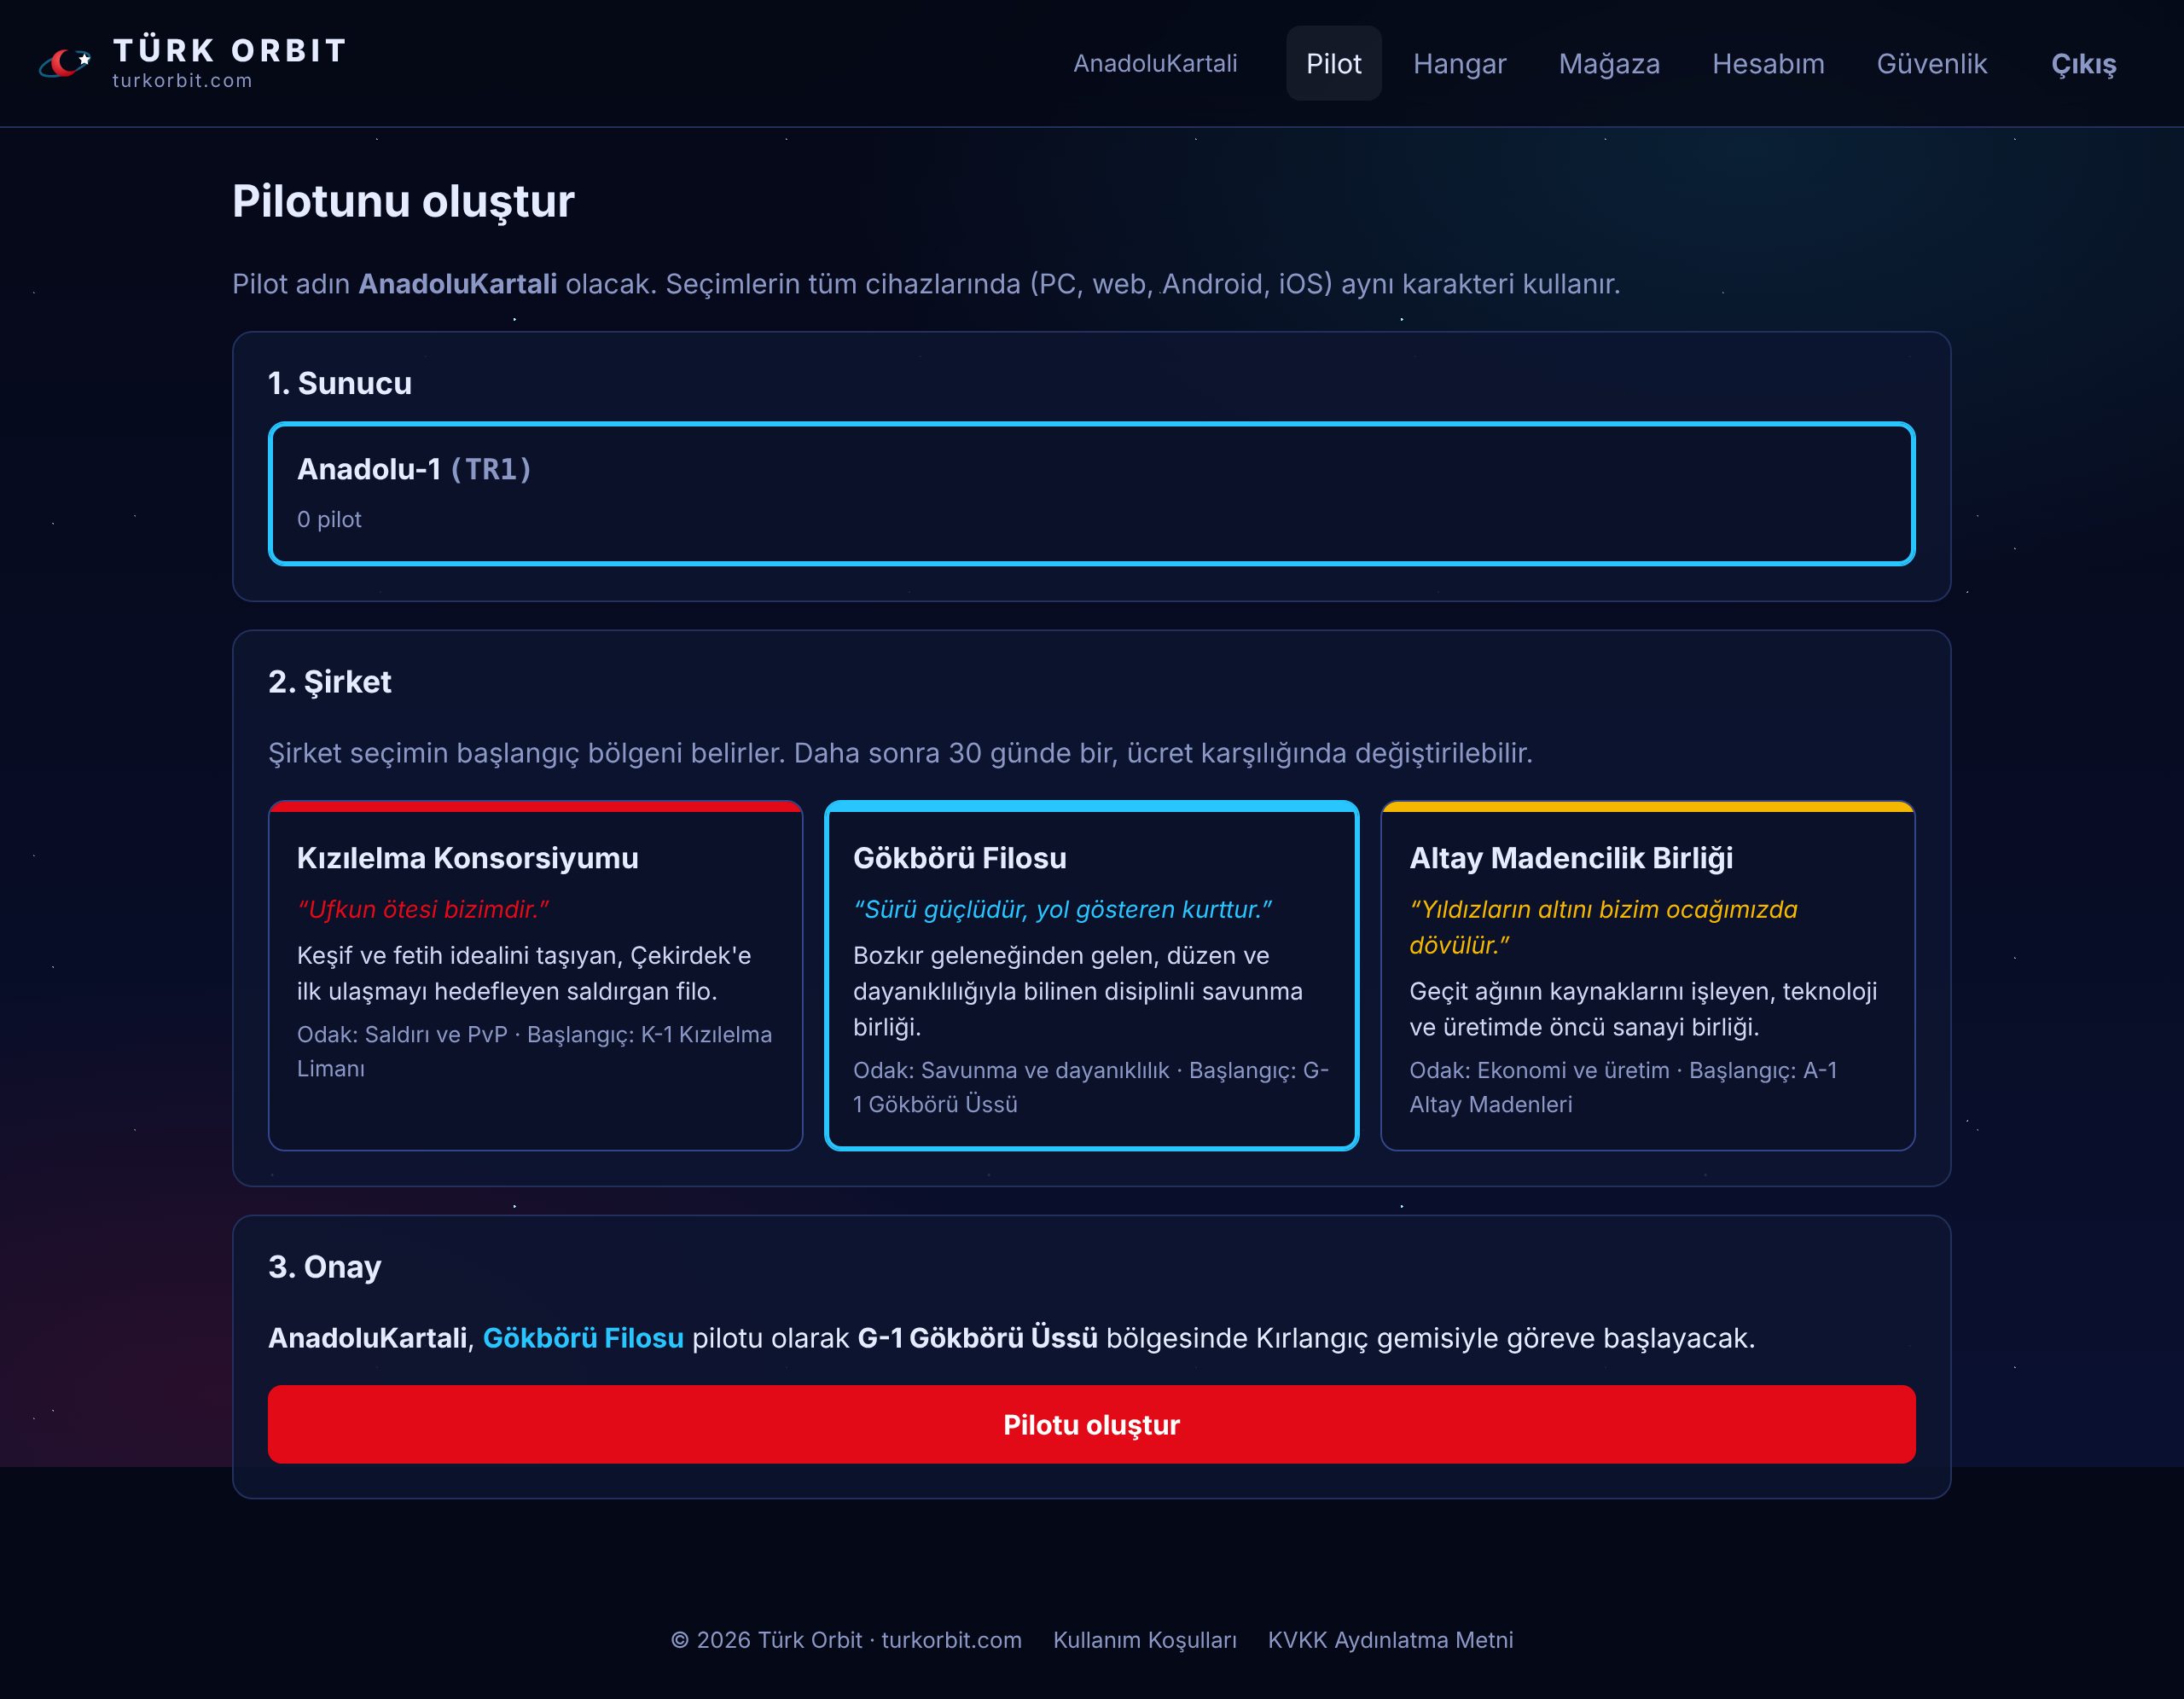 TÜRK ORBIT
turkorbit.com
AnadoluKartali
Pilot
Hangar
Mağaza
Hesabım
Güvenlik
Çıkış
Pilotunu oluştur
Pilot adın AnadoluKartali olacak. Seçimlerin tüm cihazlarında (PC, web, Android, iOS) aynı karakteri kullanır.
1. Sunucu
Anadolu-1 (TR1)
0 pilot
2. Şirket
Şirket seçimin başlangıç bölgeni belirler. Daha sonra 30 günde bir, ücret karşılığında değiştirilebilir.
Kızılelma Konsorsiyumu
“Ufkun ötesi bizimdir.”
Keşif ve fetih idealini taşıyan, Çekirdek'e
ilk ulaşmayı hedefleyen saldırgan filo.
Odak: Saldırı ve PvP · Başlangıç: K-1 Kızılelma
Limanı
Gökbörü Filosu
“Sürü güçlüdür, yol gösteren kurttur.”
Bozkır geleneğinden gelen, düzen ve
dayanıklılığıyla bilinen disiplinli savunma
birliği.
Odak: Savunma ve dayanıklılık · Başlangıç: G-
1 Gökbörü Üssü
Altay Madencilik Birliği
“Yıldızların altını bizim ocağımızda
dövülür.”
Geçit ağının kaynaklarını işleyen, teknoloji
ve üretimde öncü sanayi birliği.
Odak: Ekonomi ve üretim · Başlangıç: A-1
Altay Madenleri
3. Onay
AnadoluKartali, Gökbörü Filosu pilotu olarak G-1 Gökbörü Üssü bölgesinde Kırlangıç gemisiyle göreve başlayacak.
Pilotu oluştur
© 2026 Türk Orbit · turkorbit.com
Kullanım Koşulları
KVKK Aydınlatma Metni